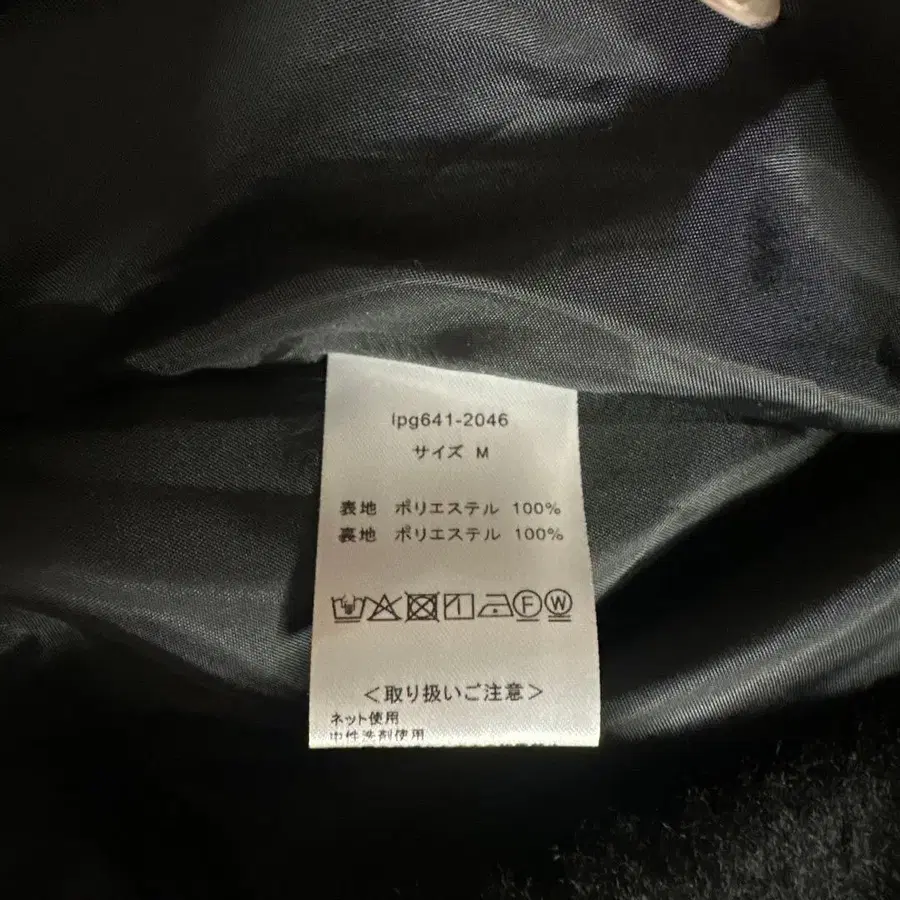 lpg641-2046
サイズ M
表地 ポリエステル 100%
裏地 ポリエステル 100%
F W
<取り扱いご注意>
ネット使用
中性洗剤使用